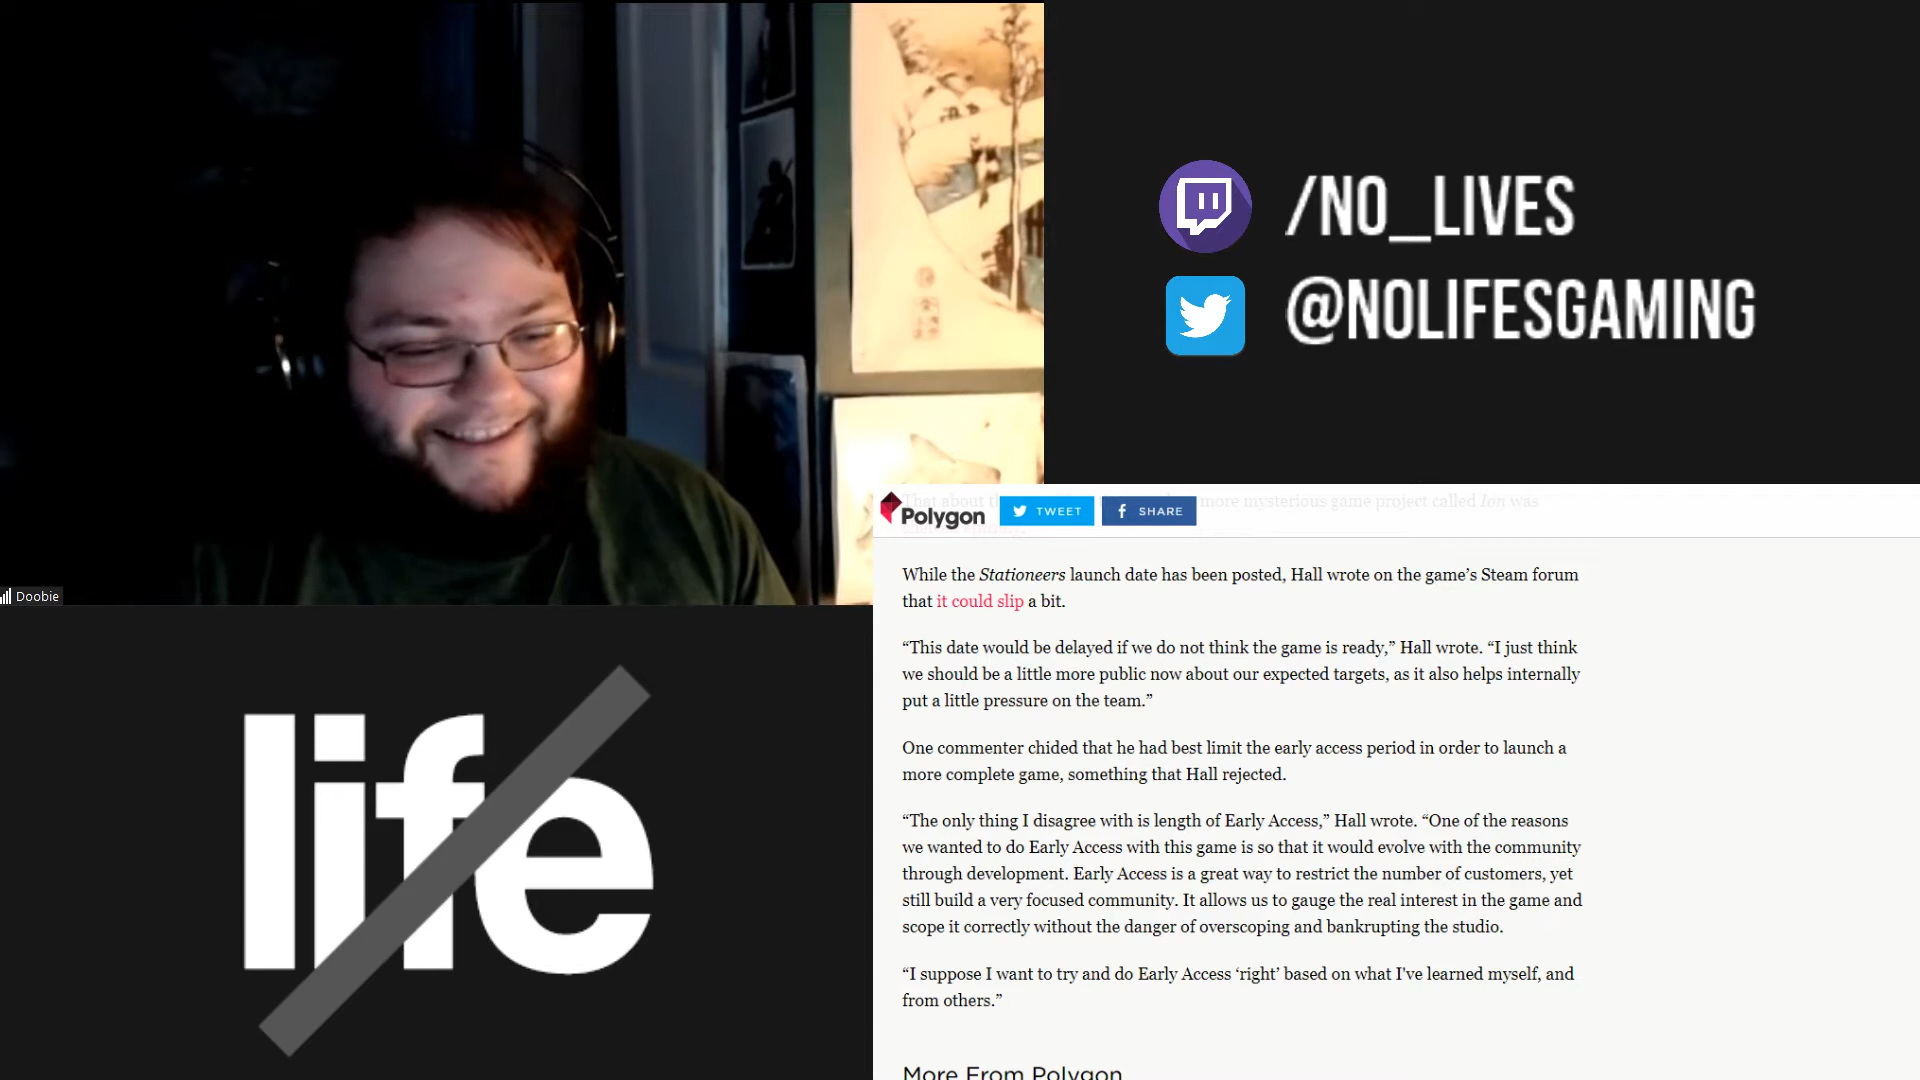 /NO_LIVES
@NOLIFESGAMING
Doobie
life
That about
more mysterious game project called Ion was
Polygon
TWEET
SHARE
While the Stationeers launch date has been posted, Hall wrote on the game’s Steam forum
that it could slip a bit.
“This date would be delayed if we do not think the game is ready,” Hall wrote. “I just think
we should be a little more public now about our expected targets, as it also helps internally
put a little pressure on the team.”
One commenter chided that he had best limit the early access period in order to launch a
more complete game, something that Hall rejected.
“The only thing I disagree with is length of Early Access,” Hall wrote. “One of the reasons
we wanted to do Early Access with this game is so that it would evolve with the community
through development. Early Access is a great way to restrict the number of customers, yet
still build a very focused community. It allows us to gauge the real interest in the game and
scope it correctly without the danger of overscoping and bankrupting the studio.
“I suppose I want to try and do Early Access ‘right’ based on what I've learned myself, and
from others.”
More From Polygon